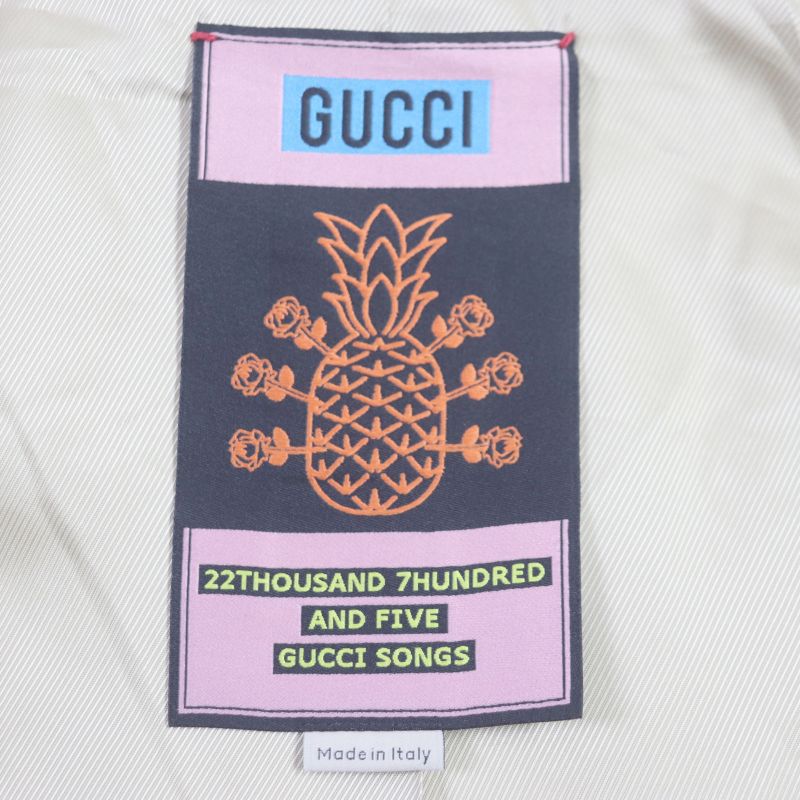 GUCCI
22THOUSAND 7HUNDRED
AND FIVE
GUCCI SONGS
Made in Italy